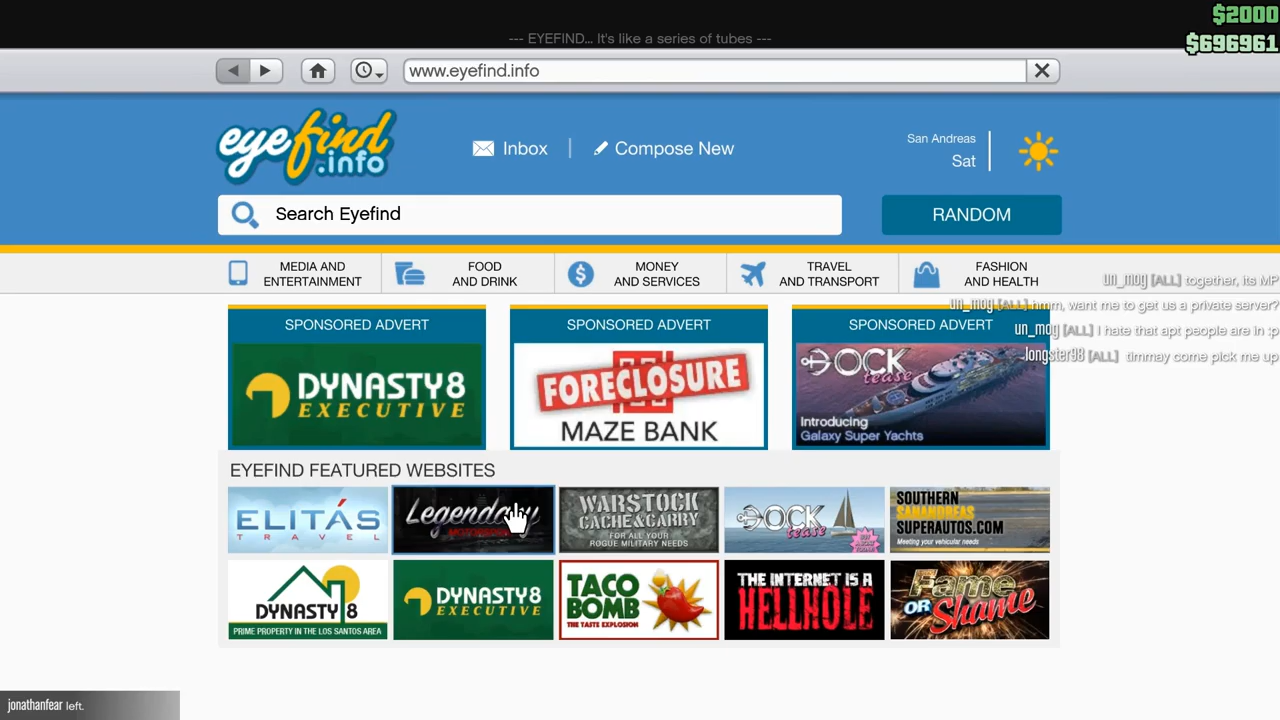 $2000
--- EYEFIND... It's like a series of tubes ---
$696961
www.eyefind.info
eyefind.info
Inbox
Compose New
San Andreas
Sat
Search Eyefind
RANDOM
MEDIA AND ENTERTAINMENT
FOOD AND DRINK
MONEY AND SERVICES
TRAVEL AND TRANSPORT
FASHION AND HEALTH
un_mog [ALL] together, its MP
un_mog [ALL] hmm, want me to get us a private server?
un_mog [ALL] I hate that apt people are in :p
longster98 [ALL] timmay come pick me up
SPONSORED ADVERT
DYNASTY8
EXECUTIVE
SPONSORED ADVERT
FORECLOSURE
MAZE BANK
SPONSORED ADVERT
DOCK
tease
Introducing
Galaxy Super Yachts
EYEFIND FEATURED WEBSITES
ELITÁS
TRAVEL
Legendary
MOTORSPORT
WARSTOCK
CACHE&CARRY
FOR ALL YOUR
ROGUE MILITARY NEEDS
DOCK
tease
SOUTHERN
SANANDREAS
SUPERAUTOS.COM
Meeting your vehicular needs
DYNASTY 8
PRIME PROPERTY IN THE LOS SANTOS AREA
DYNASTY8
EXECUTIVE
TACO
BOMB
THE TASTE EXPLOSION
THE INTERNET IS A
HELLHOLE
Fame
OR Shame
jonathanfear left.